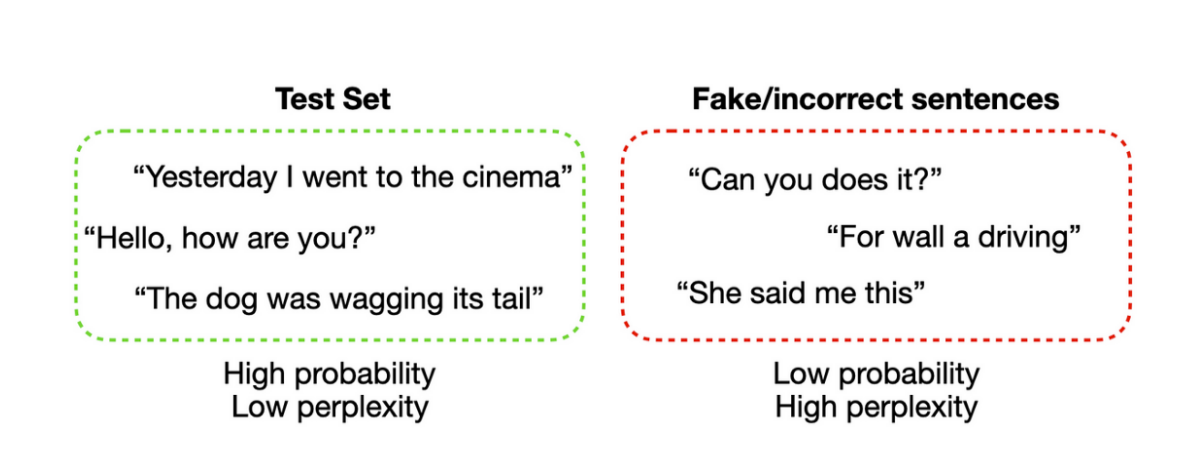 Test Set
“Yesterday I went to the cinema”
“Hello, how are you?”
“The dog was wagging its tail”
High probability
Low perplexity
Fake/incorrect sentences
“Can you does it?”
“For wall a driving”
“She said me this”
Low probability
High perplexity